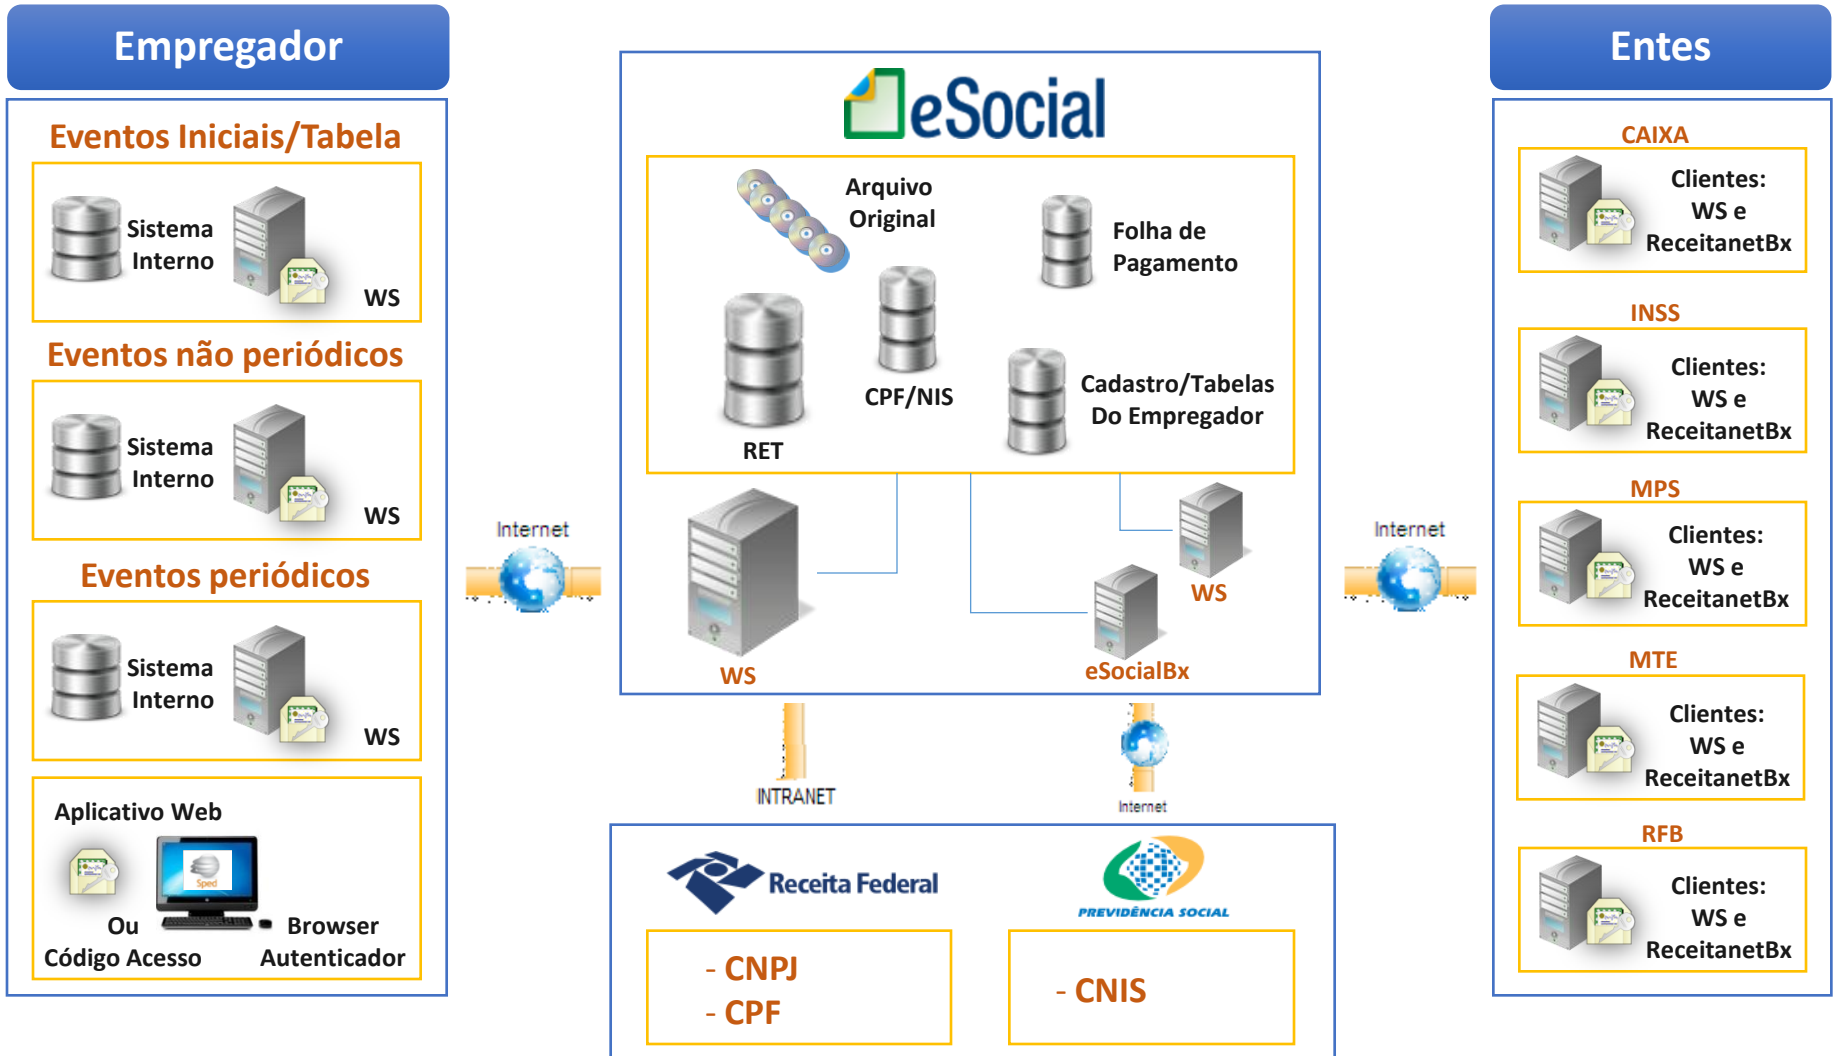 Empregador
Eventos Iniciais/Tabela
Sistema
Interno
WS
Eventos não periódicos
Sistema
Interno
WS
Eventos periódicos
Sistema
Interno
WS
Aplicativo Web
Sped
Ou
Código Acesso
Browser
Autenticador
Internet
eSocial
Arquivo
Original
Folha de
Pagamento
CPF/NIS
RET
Cadastro/Tabelas
Do Empregador
WS
eSocialBx
WS
INTRANET
Internet
Receita Federal
- CNPJ
- CPF
PREVIDÊNCIA SOCIAL
- CNIS
Internet
Entes
CAIXA
Clientes:
WS e
ReceitanetBx
INSS
Clientes:
WS e
ReceitanetBx
MPS
Clientes:
WS e
ReceitanetBx
MTE
Clientes:
WS e
ReceitanetBx
RFB
Clientes:
WS e
ReceitanetBx